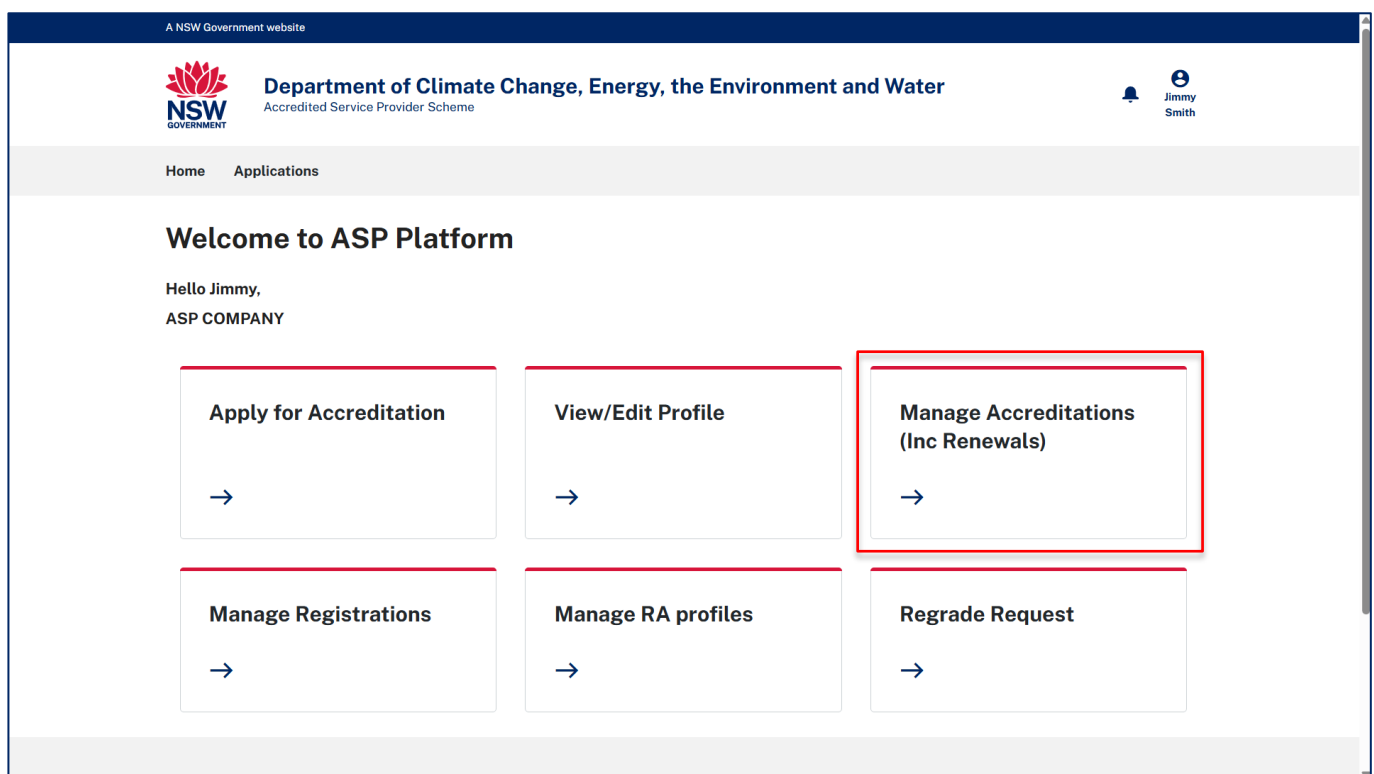 A NSW Government website
NSW
GOVERNMENT
Department of Climate Change, Energy, the Environment and Water
Accredited Service Provider Scheme
Jimmy
Smith
Home Applications
Welcome to ASP Platform
Hello Jimmy,
ASP COMPANY
Apply for Accreditation
View/Edit Profile
Manage Accreditations
(Inc Renewals)
Manage Registrations
Manage RA profiles
Regrade Request